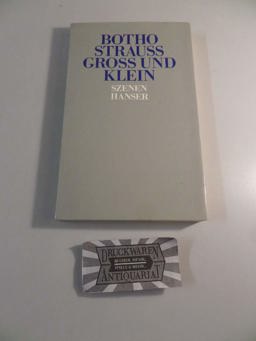 BOTHO
STRAUSS
GROSS UND
KLEIN
SZENEN
HANSER
DRUCKWAREN
ANTIQUARIAT